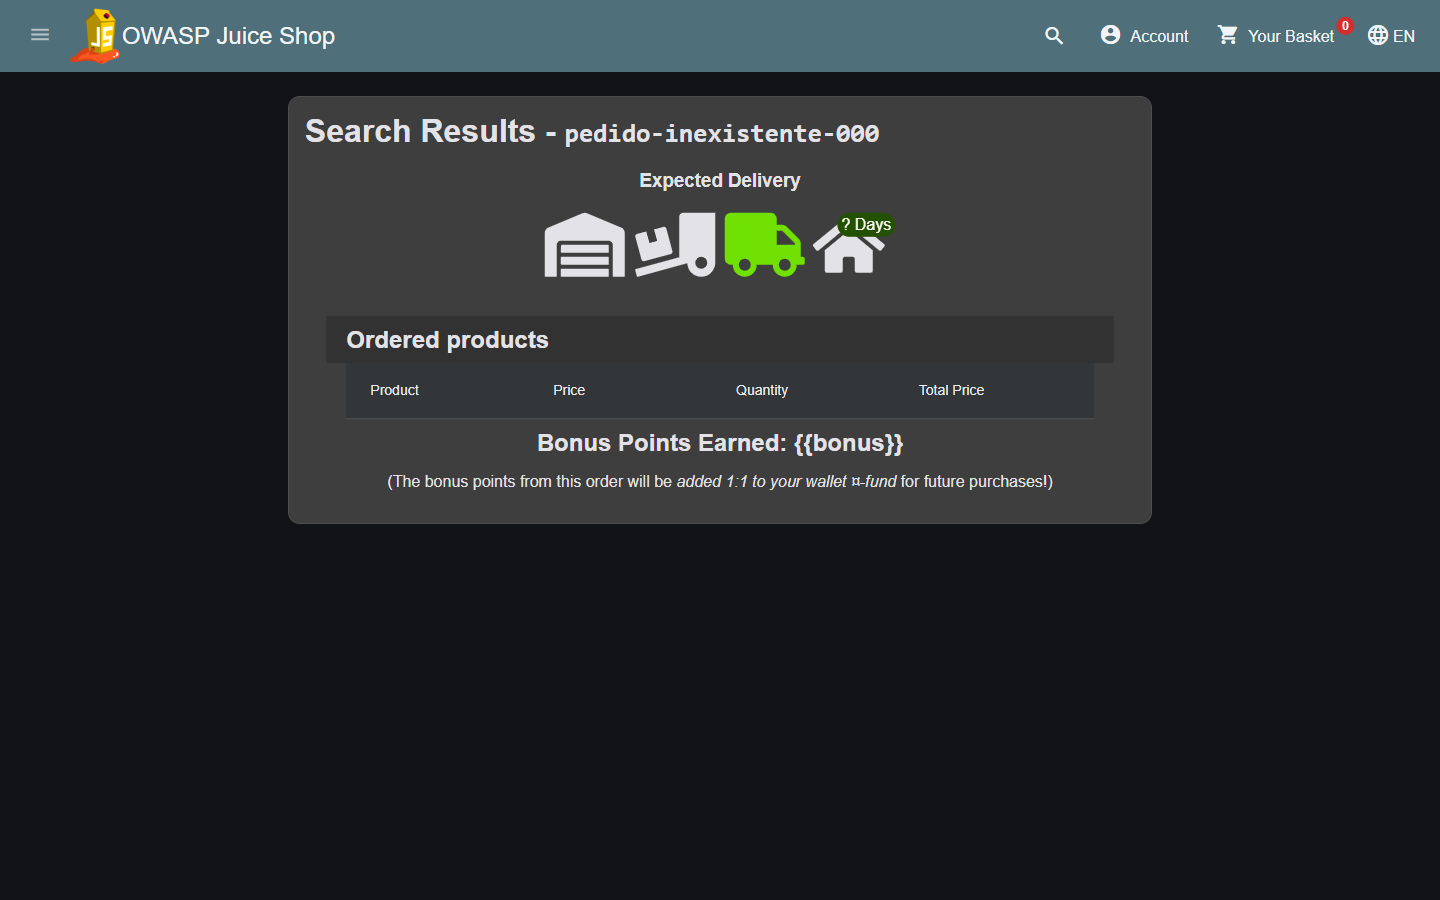 OWASP Juice Shop
Account
Your Basket 0
EN
Search Results - pedido-inexistente-000
Expected Delivery
? Days
Ordered products
Product Price Quantity Total Price
Bonus Points Earned: {{bonus}}
(The bonus points from this order will be added 1:1 to your wallet ¤-fund for future purchases!)